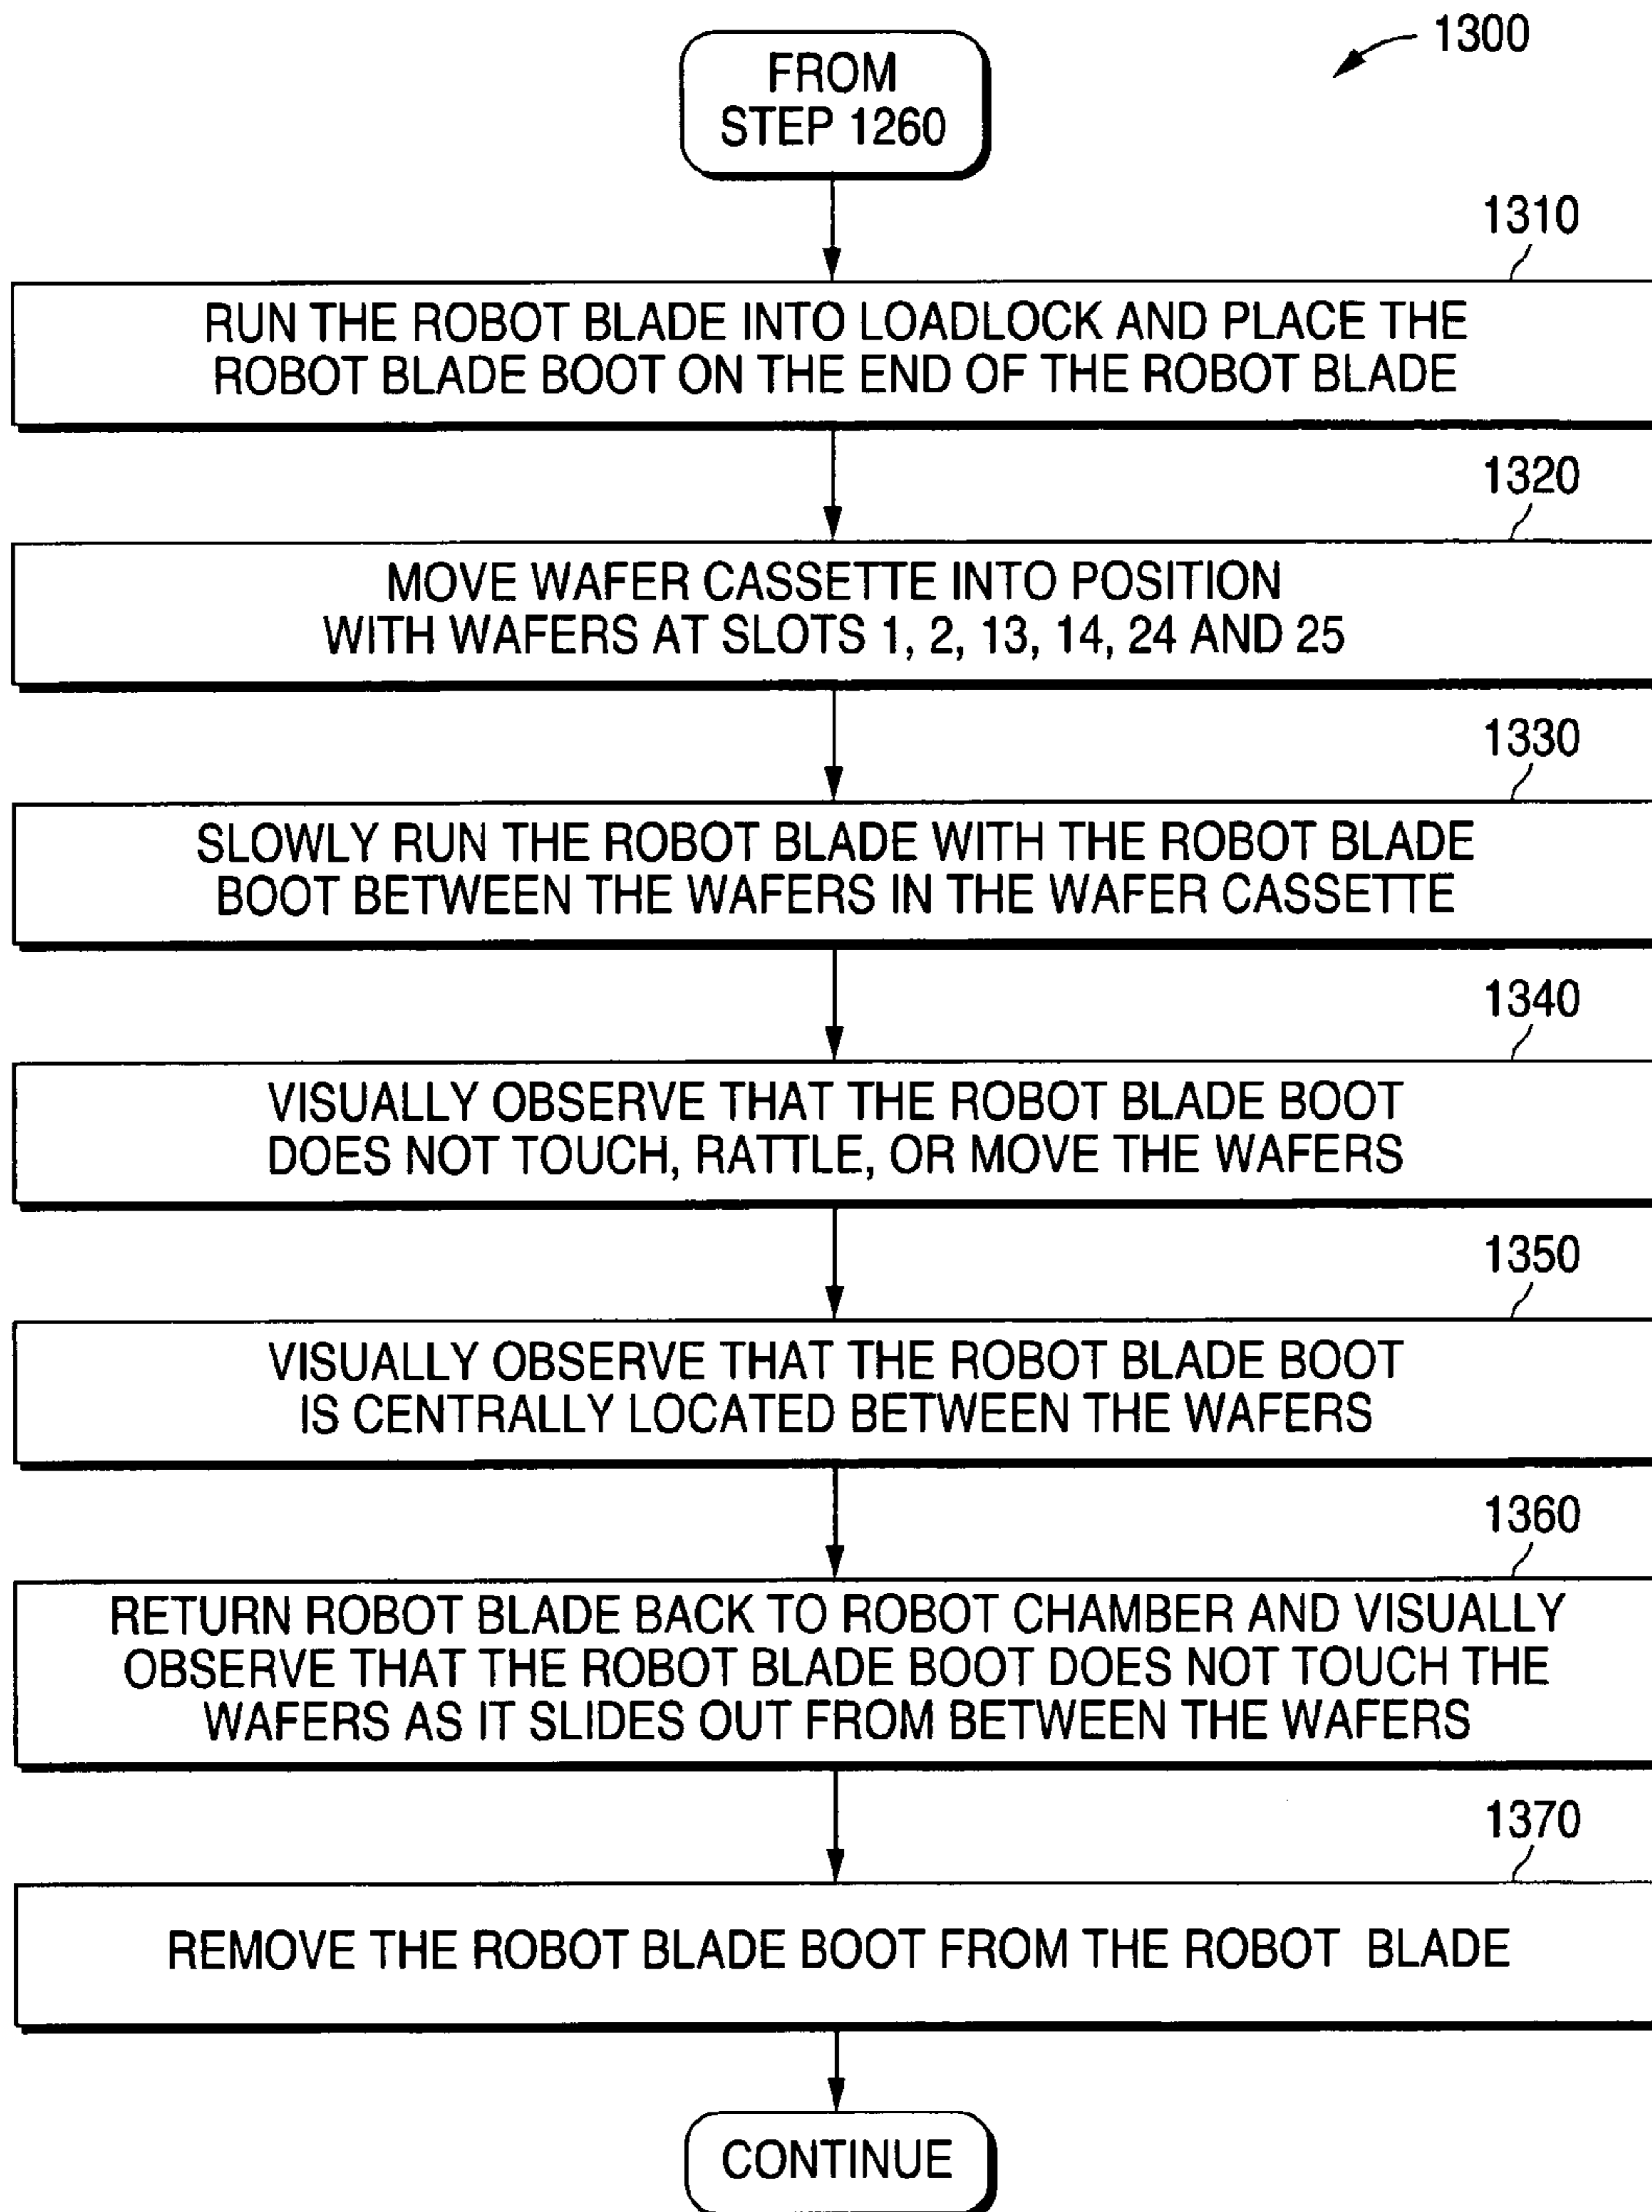 1300
FROM
STEP 1260
1310
RUN THE ROBOT BLADE INTO LOADLOCK AND PLACE THE
ROBOT BLADE BOOT ON THE END OF THE ROBOT BLADE
1320
MOVE WAFER CASSETTE INTO POSITION
WITH WAFERS AT SLOTS 1, 2, 13, 14, 24 AND 25
1330
SLOWLY RUN THE ROBOT BLADE WITH THE ROBOT BLADE
BOOT BETWEEN THE WAFERS IN THE WAFER CASSETTE
1340
VISUALLY OBSERVE THAT THE ROBOT BLADE BOOT
DOES NOT TOUCH, RATTLE, OR MOVE THE WAFERS
1350
VISUALLY OBSERVE THAT THE ROBOT BLADE BOOT
IS CENTRALLY LOCATED BETWEEN THE WAFERS
1360
RETURN ROBOT BLADE BACK TO ROBOT CHAMBER AND VISUALLY
OBSERVE THAT THE ROBOT BLADE BOOT DOES NOT TOUCH THE
WAFERS AS IT SLIDES OUT FROM BETWEEN THE WAFERS
1370
REMOVE THE ROBOT BLADE BOOT FROM THE ROBOT BLADE
CONTINUE